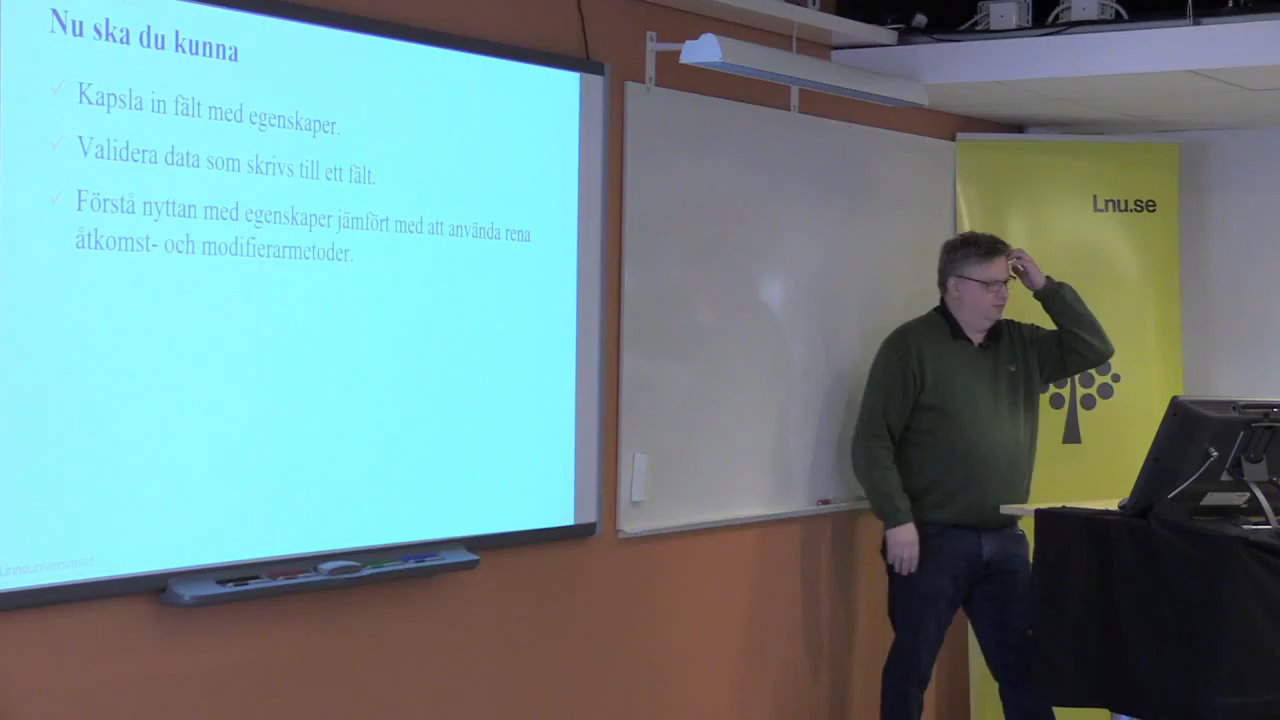 Nu ska du kunna
Kapsla in fält med egenskaper.
Validera data som skrivs till ett fält.
Förstå nyttan med egenskaper jämfört med att använda rena
åtkomst- och modifierarmetoder.
Linnéuniversitetet
Lnu.se